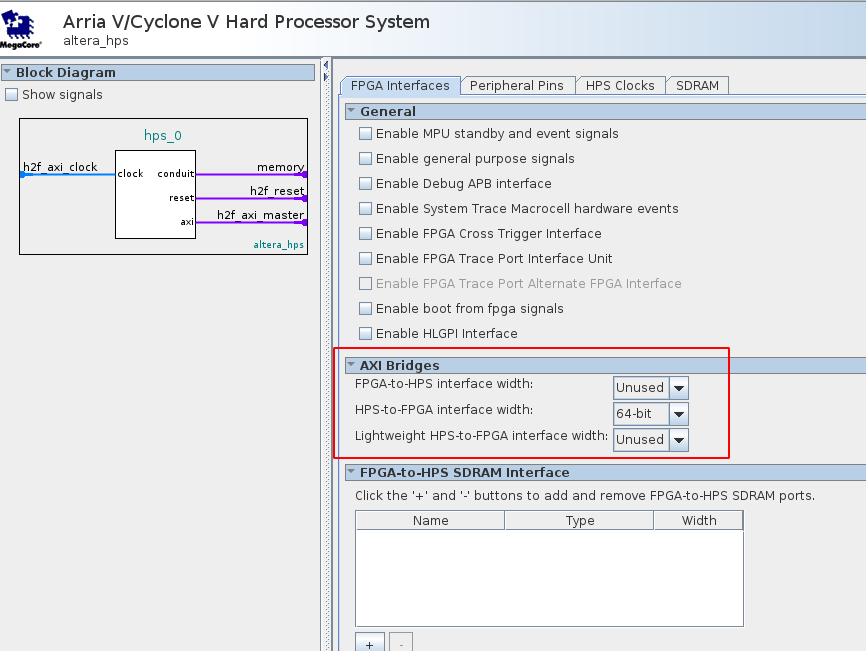 Arria V/Cyclone V Hard Processor System
altera_hps
MegaCore®
Block Diagram
Show signals
hps_0
h2f_axi_clock
clock
conduit
memory
reset
h2f_reset
axi
h2f_axi_master
altera_hps
FPGA Interfaces
Peripheral Pins
HPS Clocks
SDRAM
General
Enable MPU standby and event signals
Enable general purpose signals
Enable Debug APB interface
Enable System Trace Macrocell hardware events
Enable FPGA Cross Trigger Interface
Enable FPGA Trace Port Interface Unit
Enable FPGA Trace Port Alternate FPGA Interface
Enable boot from fpga signals
Enable HLGPI Interface
AXI Bridges
FPGA-to-HPS interface width: Unused
HPS-to-FPGA interface width: 64-bit
Lightweight HPS-to-FPGA interface width: Unused
FPGA-to-HPS SDRAM Interface
Click the '+' and '-' buttons to add and remove FPGA-to-HPS SDRAM ports.
Name Type Width
+ -